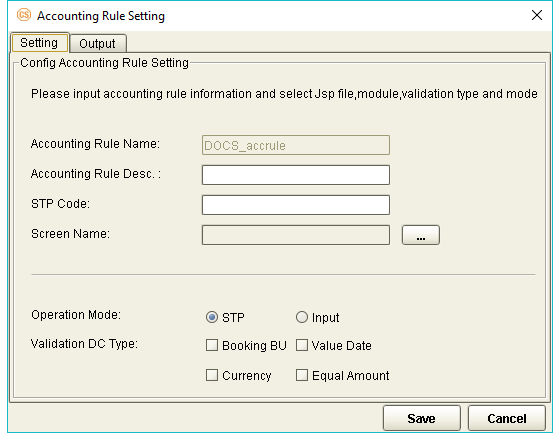 CS Accounting Rule Setting
Setting Output
Config Accounting Rule Setting
Please input accounting rule information and select Jsp file,module,validation type and mode
Accounting Rule Name: DOCS_accrule
Accounting Rule Desc. :
STP Code:
Screen Name: ...
Operation Mode: STP Input
Validation DC Type: Booking BU Value Date
Currency Equal Amount
Save Cancel